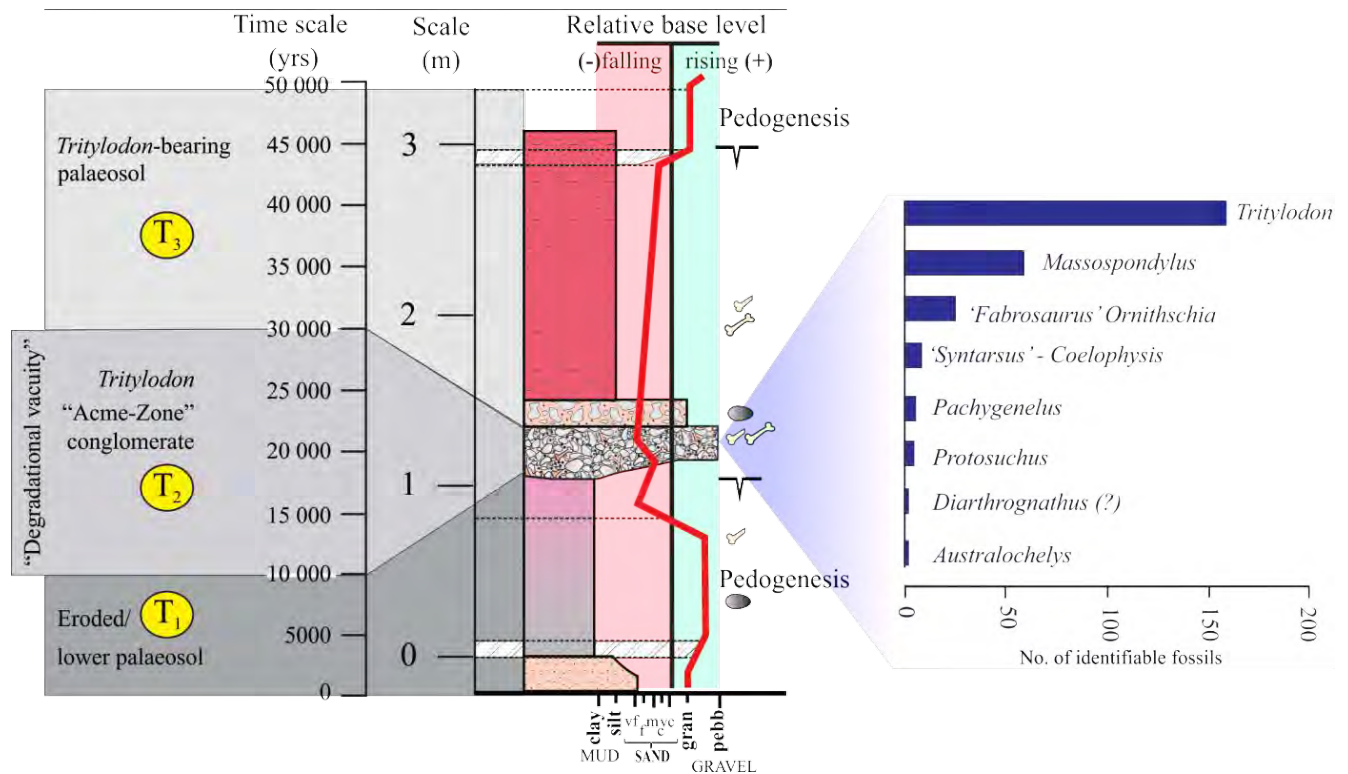 Time scale
(yrs)
Scale
(m)
Relative base level
(-)falling
rising (+)
50 000
45 000
40 000
35 000
30 000
25 000
20 000
15 000
10 000
5000
0
3
2
1
0
Tritylodon-bearing
palaeosol
T3
"Degradational vacuity"
Tritylodon
"Acme-Zone"
conglomerate
T2
Eroded/
T1
lower palaeosol
Pedogenesis
Pedogenesis
clay
silt
vf
f
m
c
vc
gran
pebb
MUD
SAND
GRAVEL
Tritylodon
Massospondylus
'Fabrosaurus' Ornithschia
'Syntarsus' - Coelophysis
Pachygenelus
Protosuchus
Diarthrognathus (?)
Australochelys
0
50
100
150
200
No. of identifiable fossils